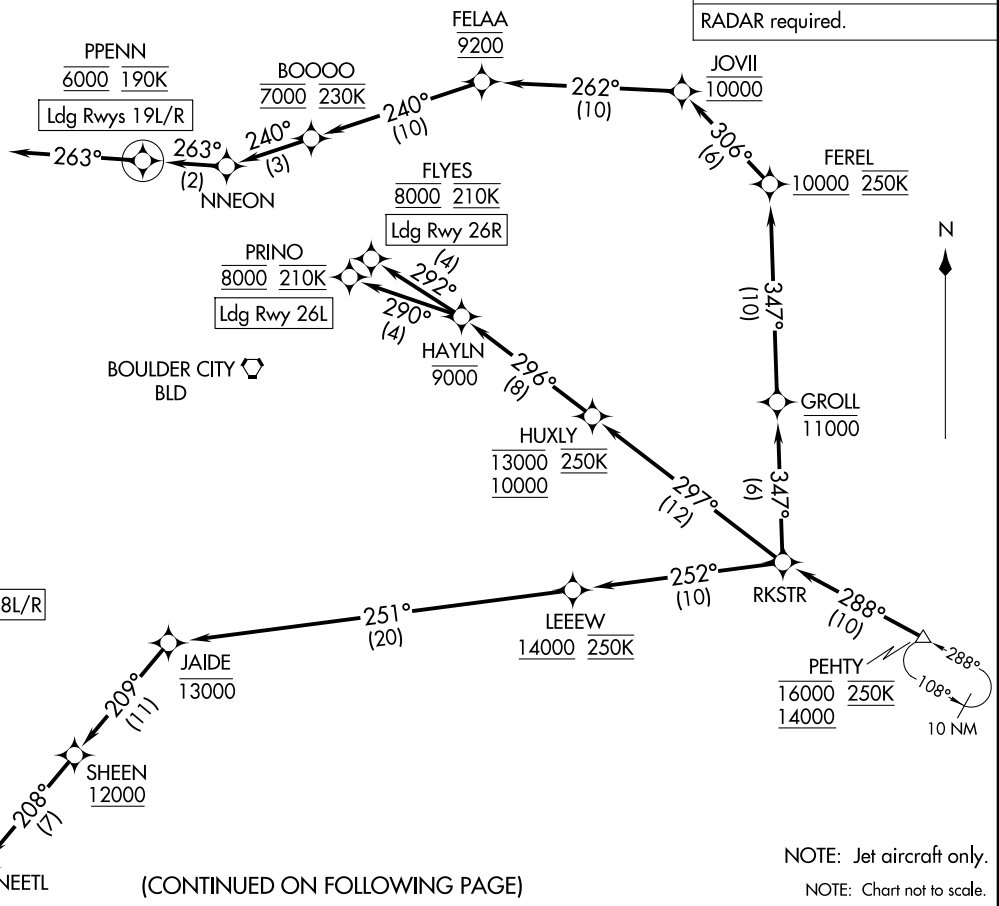 RADAR required.
FELAA
9200
PPENN
6000 190K
Ldg Rwys 19L/R
BOOOO
7000 230K
JOVII
10000
262°
(10)
240°
(10)
240°
(3)
263°
263°
(2)
NNEON
306°
(6)
FEREL
10000 250K
FLYES
8000 210K
Ldg Rwy 26R
(4)
292°
PRINO
8000 210K
Ldg Rwy 26L
290°
(4)
N
347°
(10)
HAYLN
9000
BOULDER CITY
BLD
296°
(8)
GROLL
11000
HUXLY
13000 250K
10000
297°
(12)
347°
(6)
RKSTR
252°
(10)
288°
(10)
8L/R
251°
(20)
LEEEW
14000 250K
JAIDE
13000
PEHTY
16000 250K
14000
288°
108°
10 NM
209°
(11)
SHEEN
12000
208°
(7)
NEETL
(CONTINUED ON FOLLOWING PAGE)
NOTE: Jet aircraft only.
NOTE: Chart not to scale.